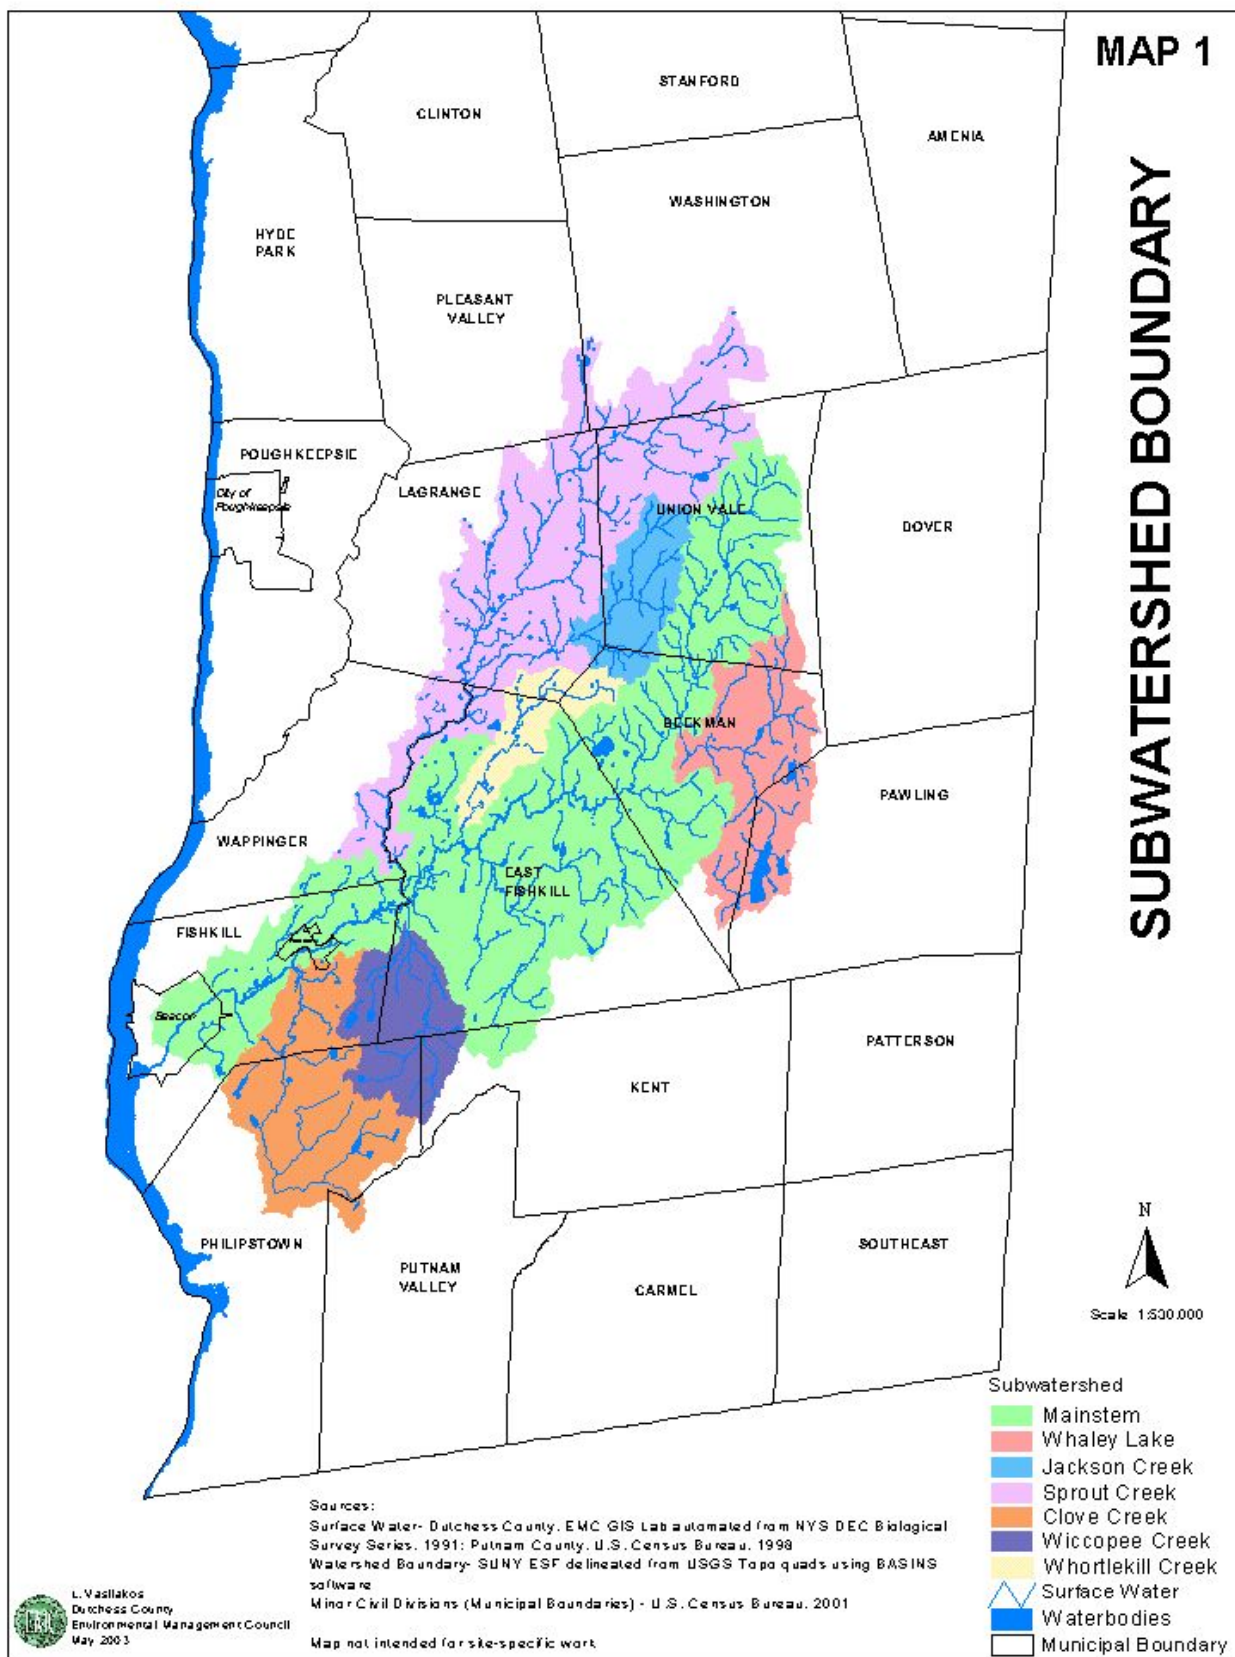 MAP 1
SUBWATERSHED BOUNDARY
STANFORD
CLINTON
AMENIA
WASHINGTON
HYDE
PARK
PLEASANT
VALLEY
POUGHKEEPSIE
LAGRANGE
City of
Poughkeepsie
UNION VALE
DOVER
BEEKMAN
PAWLING
WAPPINGER
EAST
FISHKILL
FISHKILL
Beacon
PATTERSON
KENT
PHILIPSTOWN
SOUTHEAST
PUTNAM
VALLEY
CARMEL
N
Scale 1:530,000
Subwatershed
Mainstem
Whaley Lake
Jackson Creek
Sprout Creek
Clove Creek
Wiccopee Creek
Whortlekill Creek
Surface Water
Waterbodies
Municipal Boundary
Sources:
Surface Water- Dutchess County, EMC GIS Lab automated from NYS DEC Biological
Survey Series, 1991; Putnam County, U.S. Census Bureau, 1998
Watershed Boundary- SUNY ESF delineated from USGS Topo quads using BASINS
software
Minor Civil Divisions (Municipal Boundaries) - U.S. Census Bureau, 2001
Map not intended for site-specific work
L. Vasilakos
Dutchess County
Environmental Management Council
May 2003